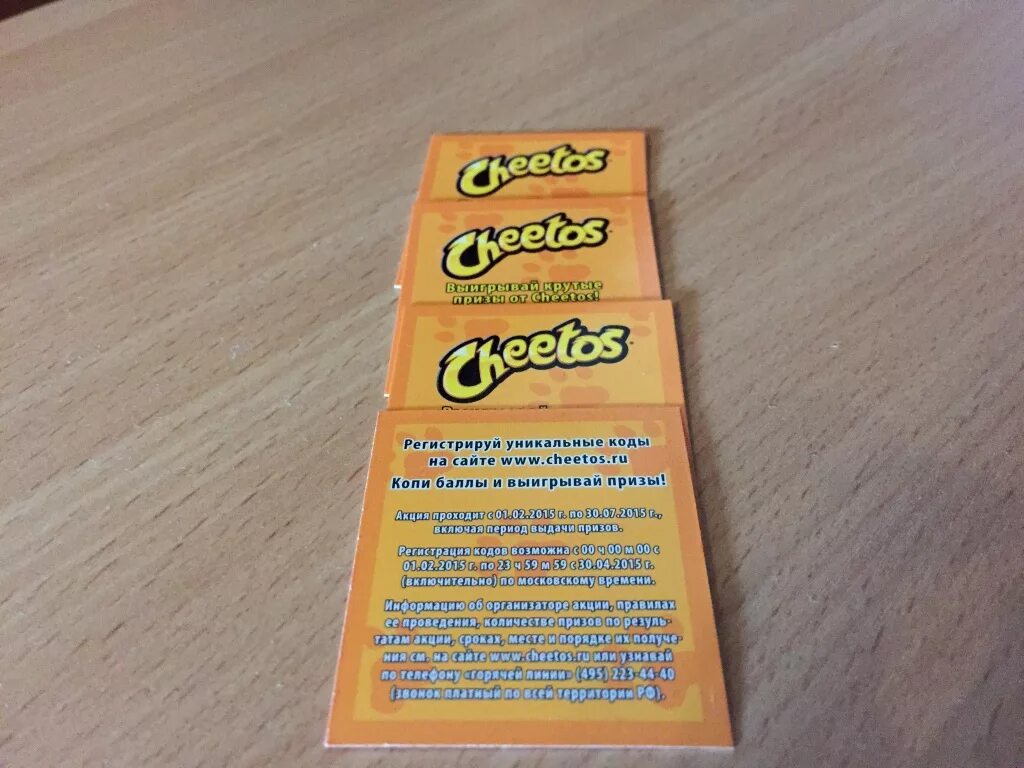 Cheetos
Cheetos
Выигрывай крутые
призы от Cheetos!
Cheetos
Регистрируй уникальные коды
на сайте www.cheetos.ru
Копи баллы и выигрывай призы!
Акция проходит с 01.02.2015 г. по 30.07.2015 г.,
включая период выдачи призов.
Регистрация кодов возможна с 00 ч 00 м 00 с
01.02.2015 г. по 23 ч 59 м 59 с 30.04.2015 г.
(включительно) по московскому времени.
Информацию об организаторе акции, правилах
ее проведения, количестве призов по резуль-
татам акции, сроках, месте и порядке их получе-
ния см. на сайте www.cheetos.ru или узнавай
по телефону «горячей линии» (495) 223-44-40
(звонок платный по всей территории РФ).